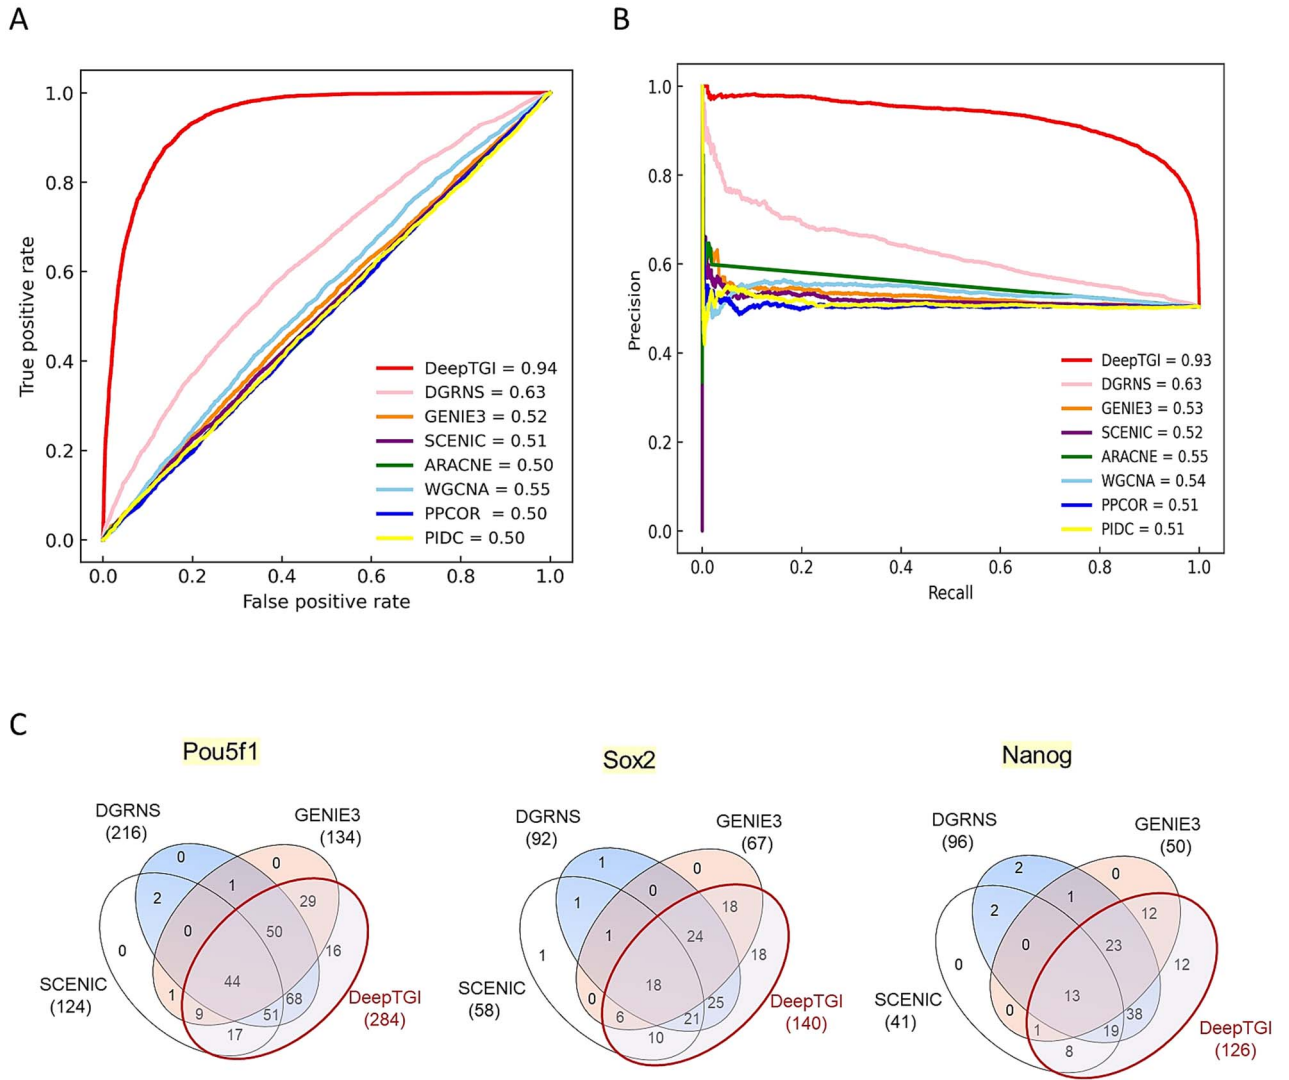 A
B
1.0
0.8
0.6
0.4
0.2
0.0
True positive rate
0.0 0.2 0.4 0.6 0.8 1.0
False positive rate
DeepTGI = 0.94
DGRNS = 0.63
GENIE3 = 0.52
SCENIC = 0.51
ARACNE = 0.50
WGCNA = 0.55
PPCOR = 0.50
PIDC = 0.50
1.0
0.8
0.6
0.4
0.2
0.0
Precision
0.0 0.2 0.4 0.6 0.8 1.0
Recall
DeepTGI = 0.93
DGRNS = 0.63
GENIE3 = 0.53
SCENIC = 0.52
ARACNE = 0.55
WGCNA = 0.54
PPCOR = 0.51
PIDC = 0.51
C
Pou5f1
DGRNS
(216)
GENIE3
(134)
SCENIC
(124)
DeepTGI
(284)
0
0
2
1
29
0
50
0
16
44
1
68
9
51
17
Sox2
DGRNS
(92)
GENIE3
(67)
SCENIC
(58)
DeepTGI
(140)
1
0
1
0
18
1
24
1
18
18
0
25
6
21
10
Nanog
DGRNS
(96)
GENIE3
(50)
SCENIC
(41)
DeepTGI
(126)
2
0
2
1
12
0
23
0
12
13
0
38
1
19
8